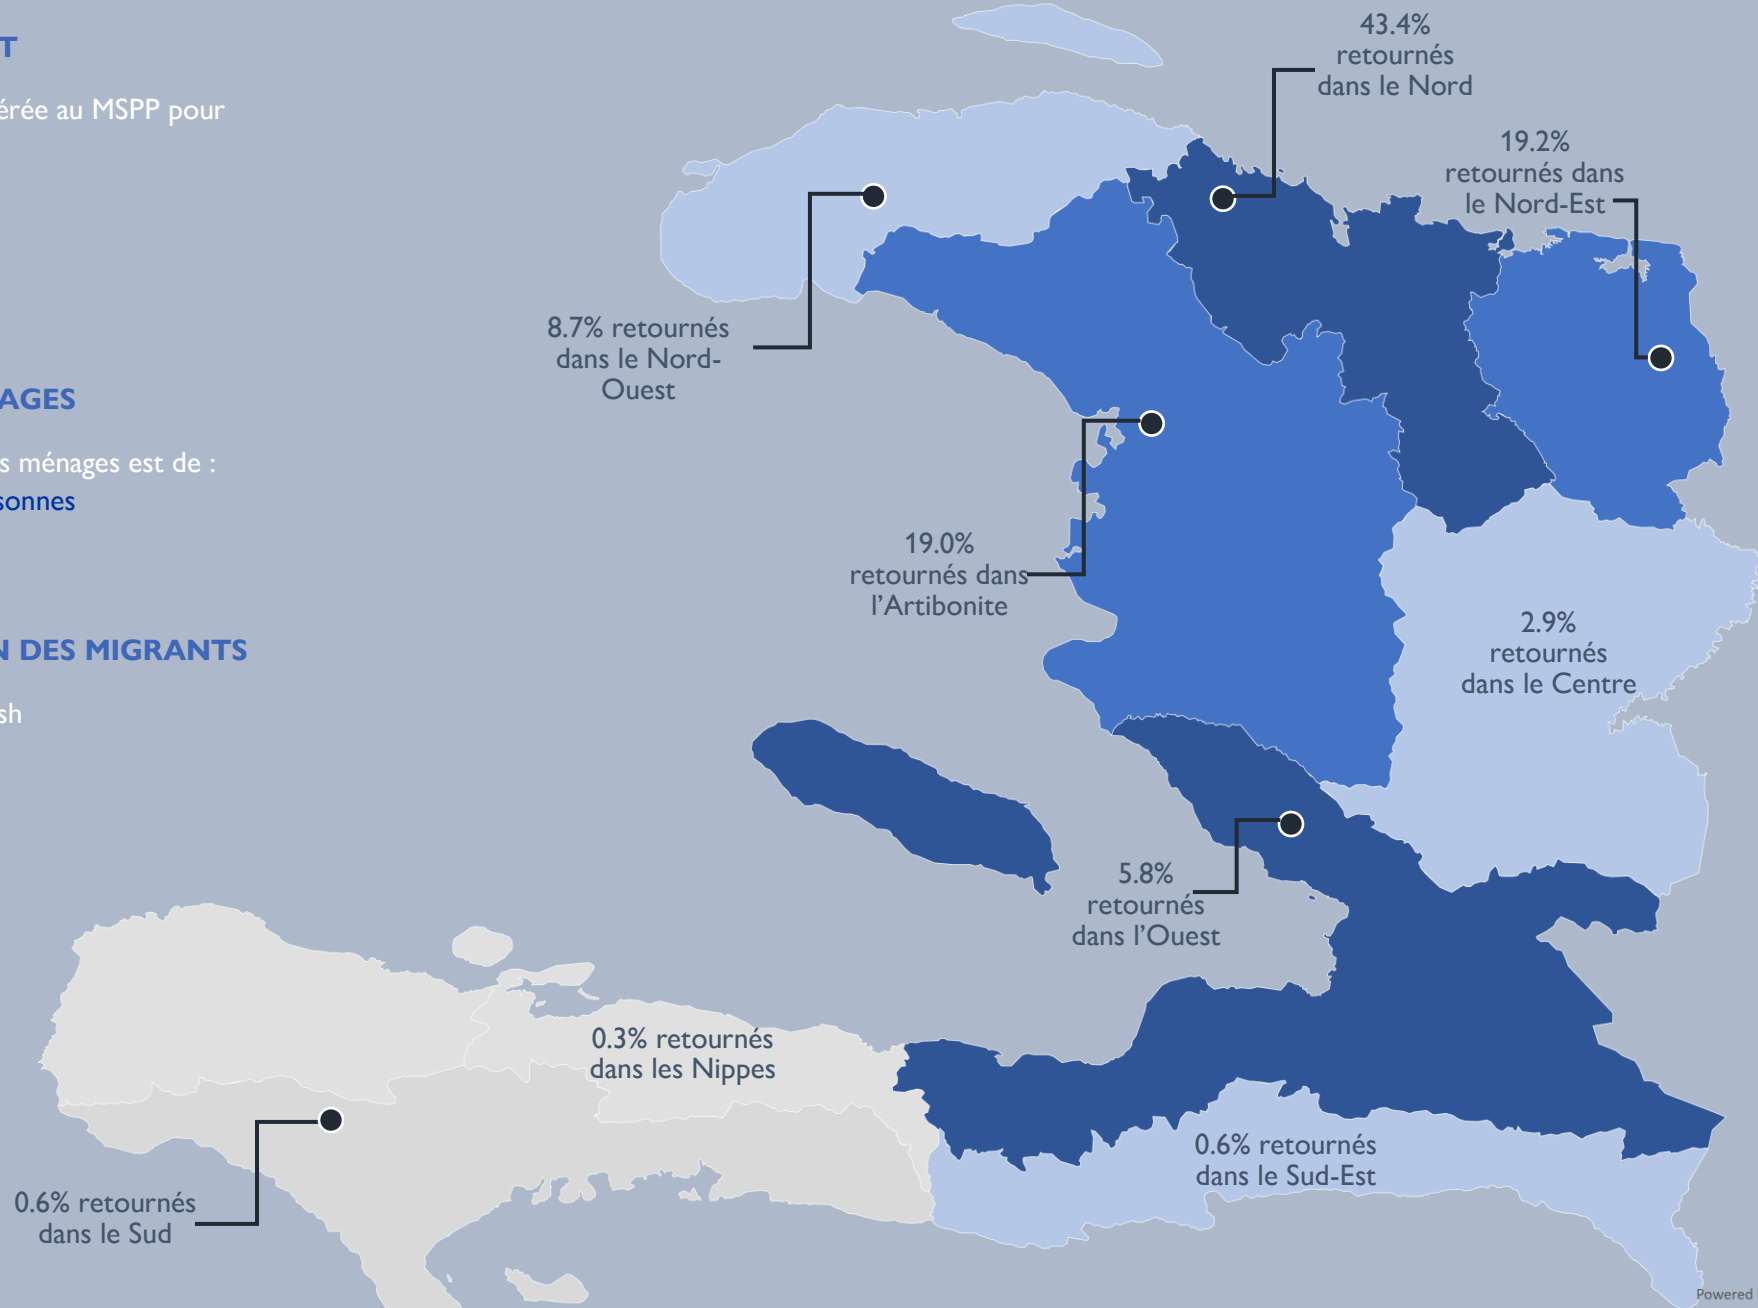 T
érée au MSPP pour
AGES
s ménages est de :
sonnes
N DES MIGRANTS
sh
43.4%
retournés
dans le Nord
19.2%
retournés dans
le Nord-Est
8.7% retournés
dans le Nord-
Ouest
19.0%
retournés dans
l’Artibonite
2.9%
retournés
dans le Centre
5.8%
retournés
dans l’Ouest
0.3% retournés
dans les Nippes
0.6% retournés
dans le Sud-Est
0.6% retournés
dans le Sud
Powered